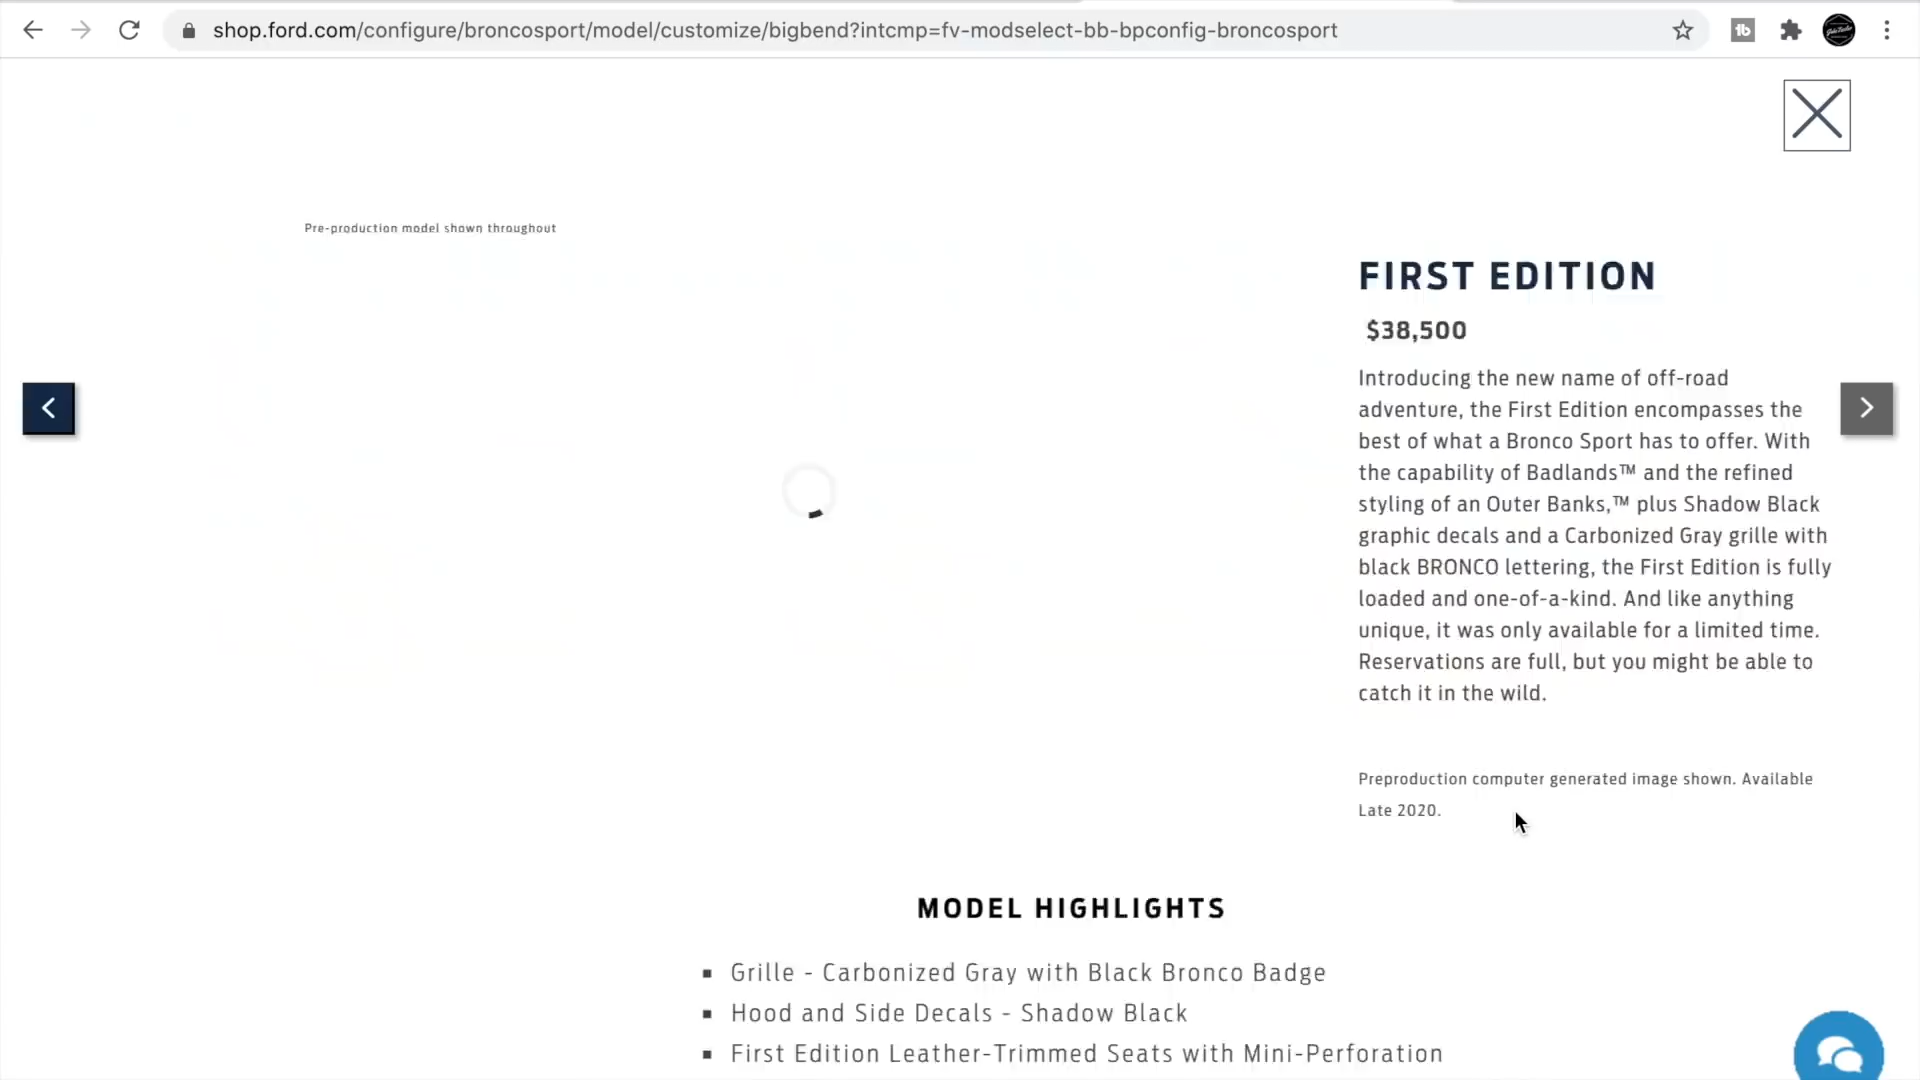 shop.ford.com/configure/broncosport/model/customize/bigbend?intcmp=fv-modselect-bb-bpconfig-broncosport
Pre-production model shown throughout
FIRST EDITION
$38,500
Introducing the new name of off-road
adventure, the First Edition encompasses the
best of what a Bronco Sport has to offer. With
the capability of Badlands™ and the refined
styling of an Outer Banks,™ plus Shadow Black
graphic decals and a Carbonized Gray grille with
black BRONCO lettering, the First Edition is fully
loaded and one-of-a-kind. And like anything
unique, it was only available for a limited time.
Reservations are full, but you might be able to
catch it in the wild.
Preproduction computer generated image shown. Available
Late 2020.
MODEL HIGHLIGHTS
▪ Grille - Carbonized Gray with Black Bronco Badge
▪ Hood and Side Decals - Shadow Black
▪ First Edition Leather-Trimmed Seats with Mini-Perforation